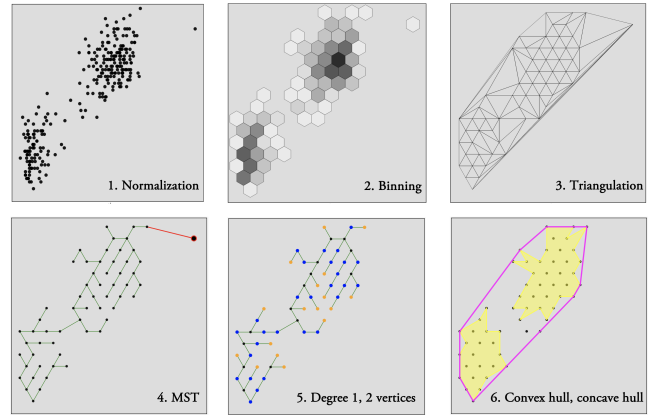 1. Normalization
2. Binning
3. Triangulation
4. MST
5. Degree 1, 2 vertices
6. Convex hull, concave hull